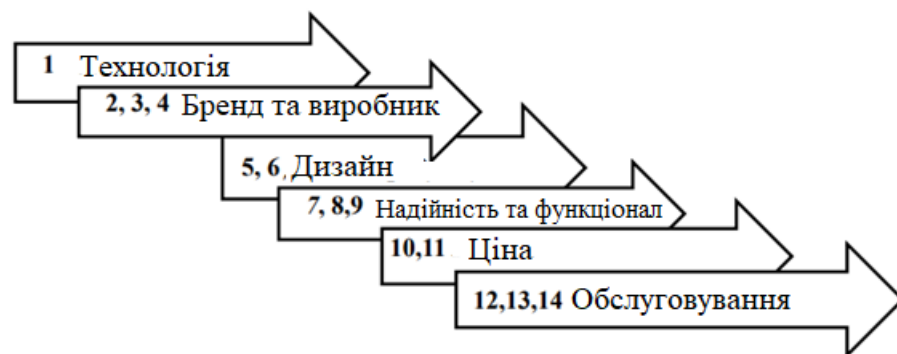 1 Технологія
2, 3, 4 Бренд та виробник
5, 6 Дизайн
7, 8,9 Надійність та функціонал
10,11 Ціна
12,13,14 Обслуговування